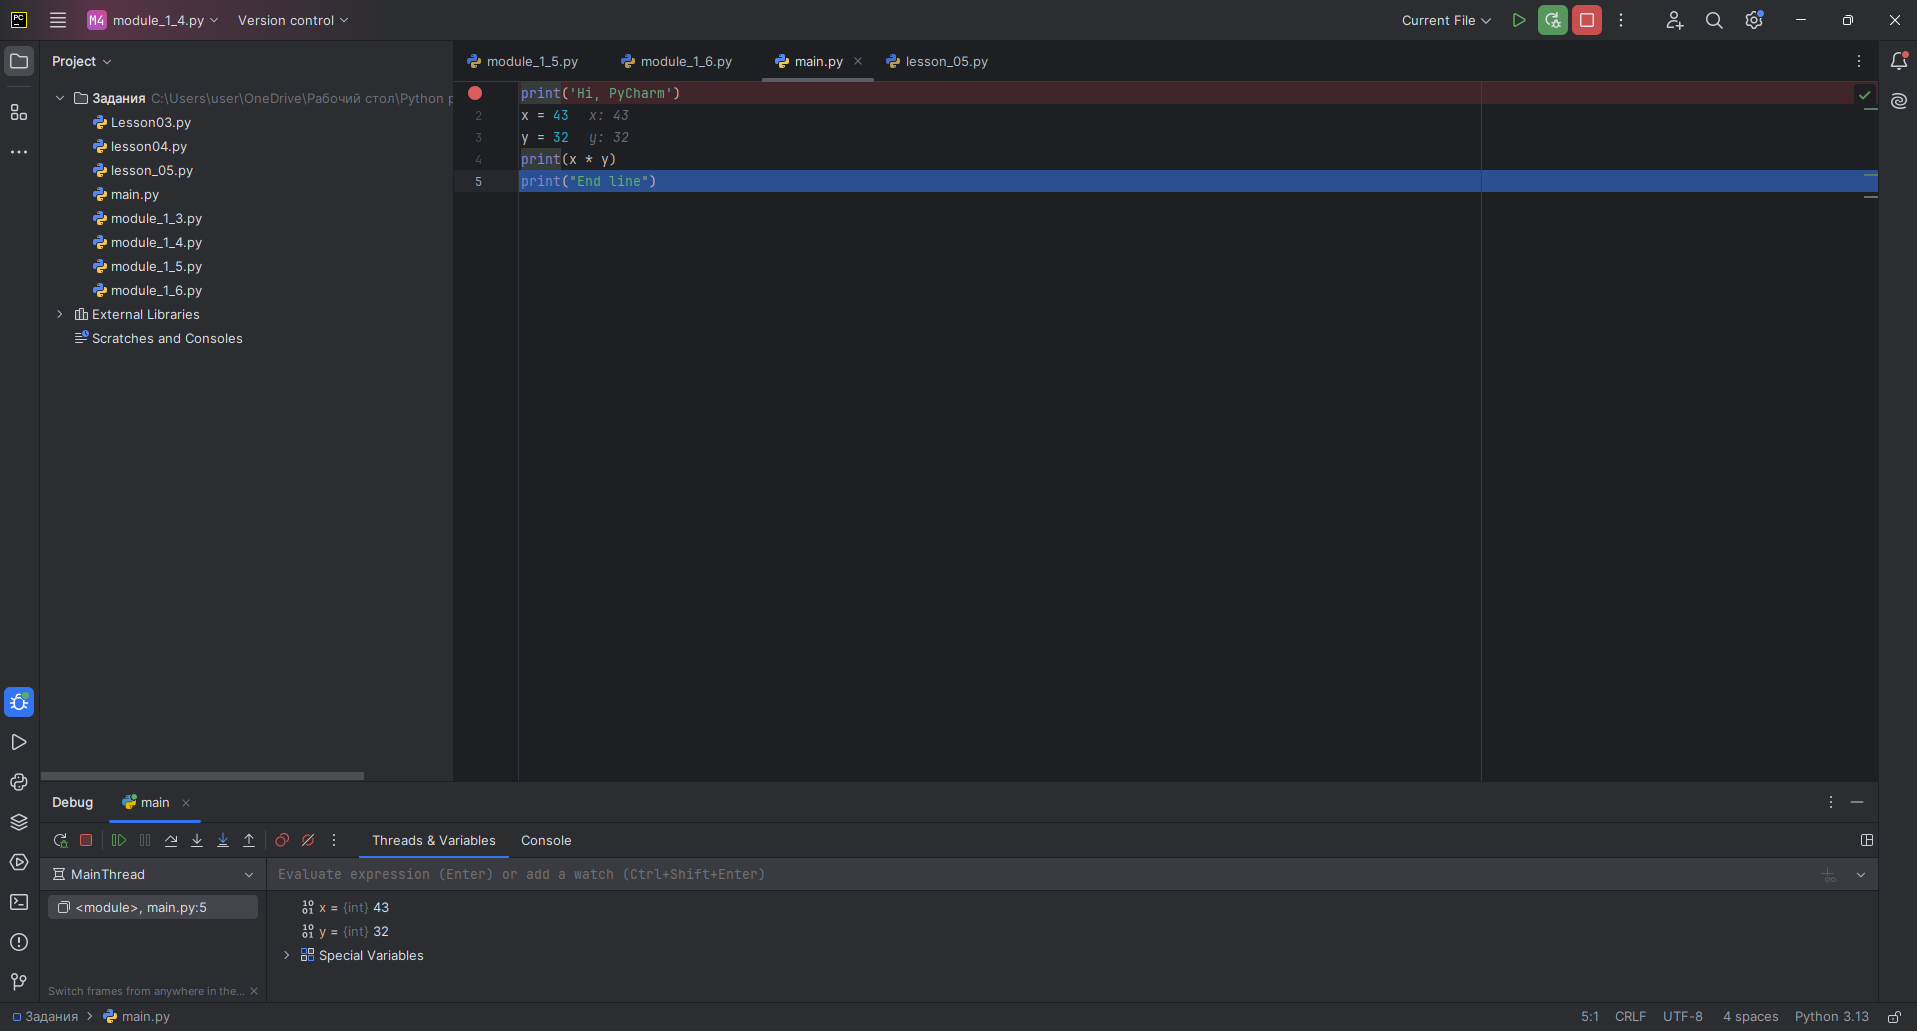 PC M4 module_1_4.py Version control Current File
Project
module_1_5.py module_1_6.py main.py lesson_05.py
Задания C:\Users\user\OneDrive\Рабочий стол\Python p
Lesson03.py
lesson04.py
lesson_05.py
main.py
module_1_3.py
module_1_4.py
module_1_5.py
module_1_6.py
External Libraries
Scratches and Consoles
print('Hi, PyCharm')
2 x = 43 x: 43
3 y = 32 y: 32
4 print(x * y)
5 print("End line")
Debug main
Threads & Variables Console
MainThread
Evaluate expression (Enter) or add a watch (Ctrl+Shift+Enter)
<module>, main.py:5
x = {int} 43
y = {int} 32
Special Variables
Switch frames from anywhere in the...
Задания main.py 5:1 CRLF UTF-8 4 spaces Python 3.13